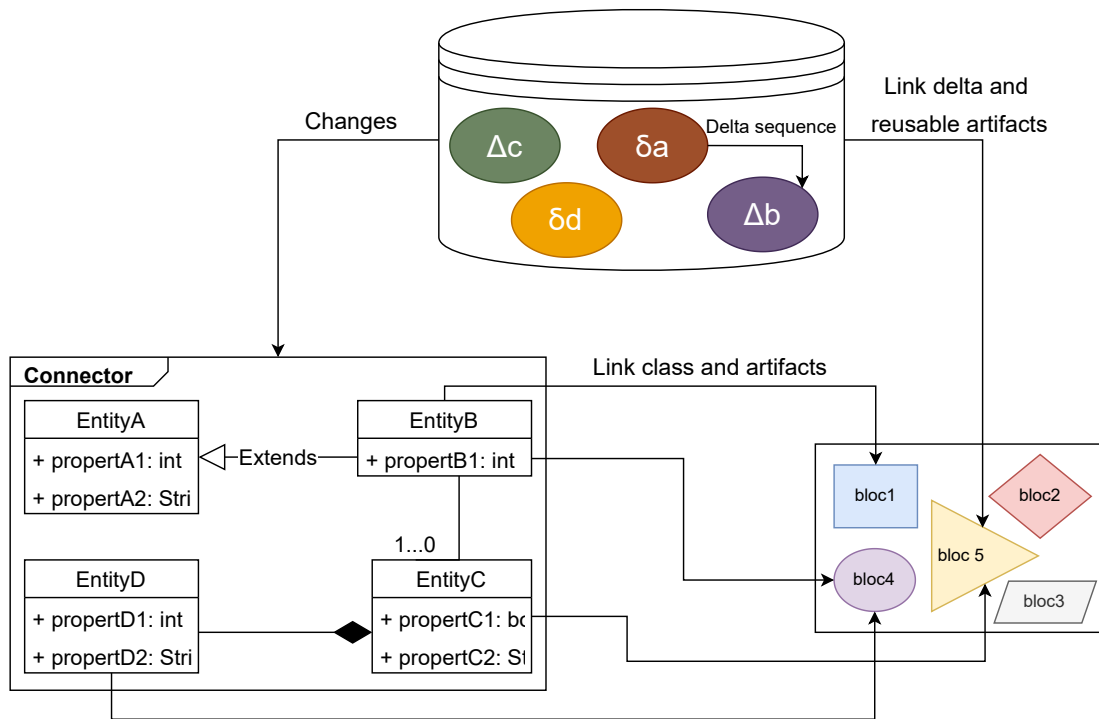 Changes
Link delta and
reusable artifacts
Δc
δa
Delta sequence
δd
Δb
Connector
Link class and artifacts
EntityA
+ propertA1: int
+ propertA2: Stri
Extends
EntityB
+ propertB1: int
1...0
EntityD
+ propertD1: int
+ propertD2: Stri
EntityC
+ propertC1: bo
+ propertC2: St
bloc1
bloc2
bloc 5
bloc4
bloc3